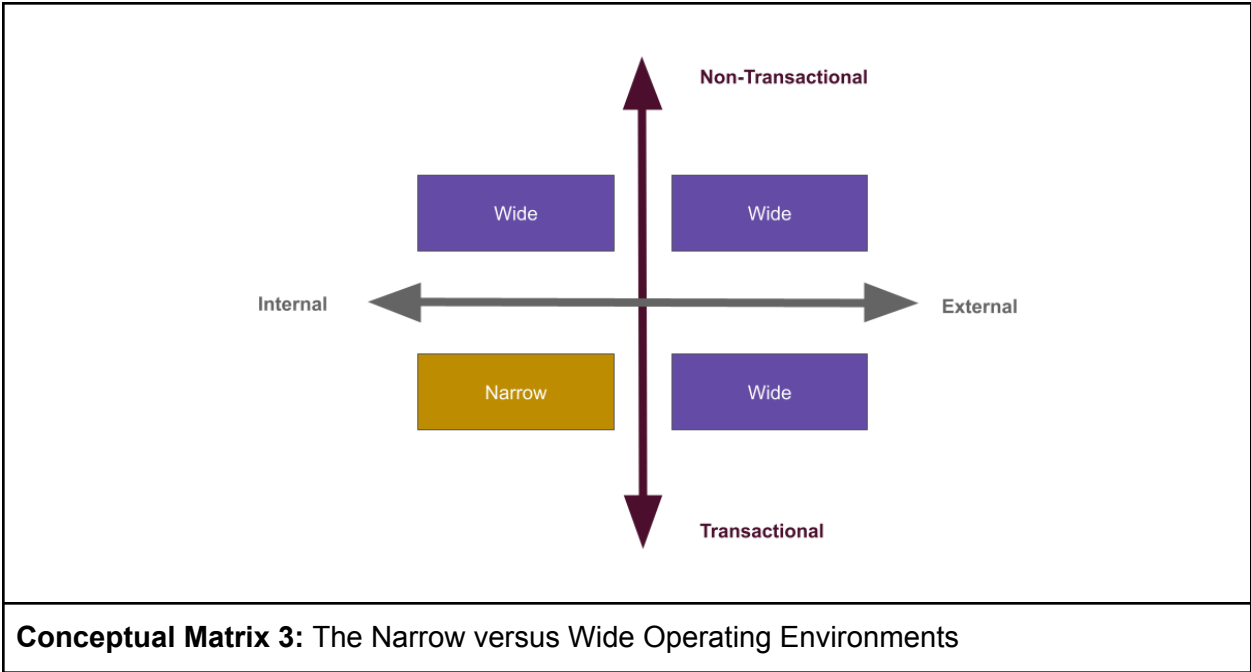 Non-Transactional
Wide
Wide
Internal
External
Narrow
Wide
Transactional
Conceptual Matrix 3: The Narrow versus Wide Operating Environments